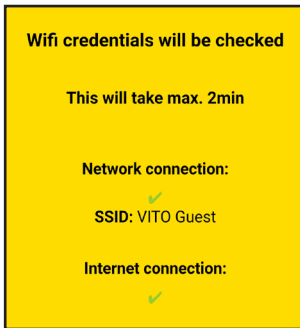 Wifi credentials will be checked
This will take max. 2min
Network connection:
✔
SSID: VITO Guest
Internet connection:
✔